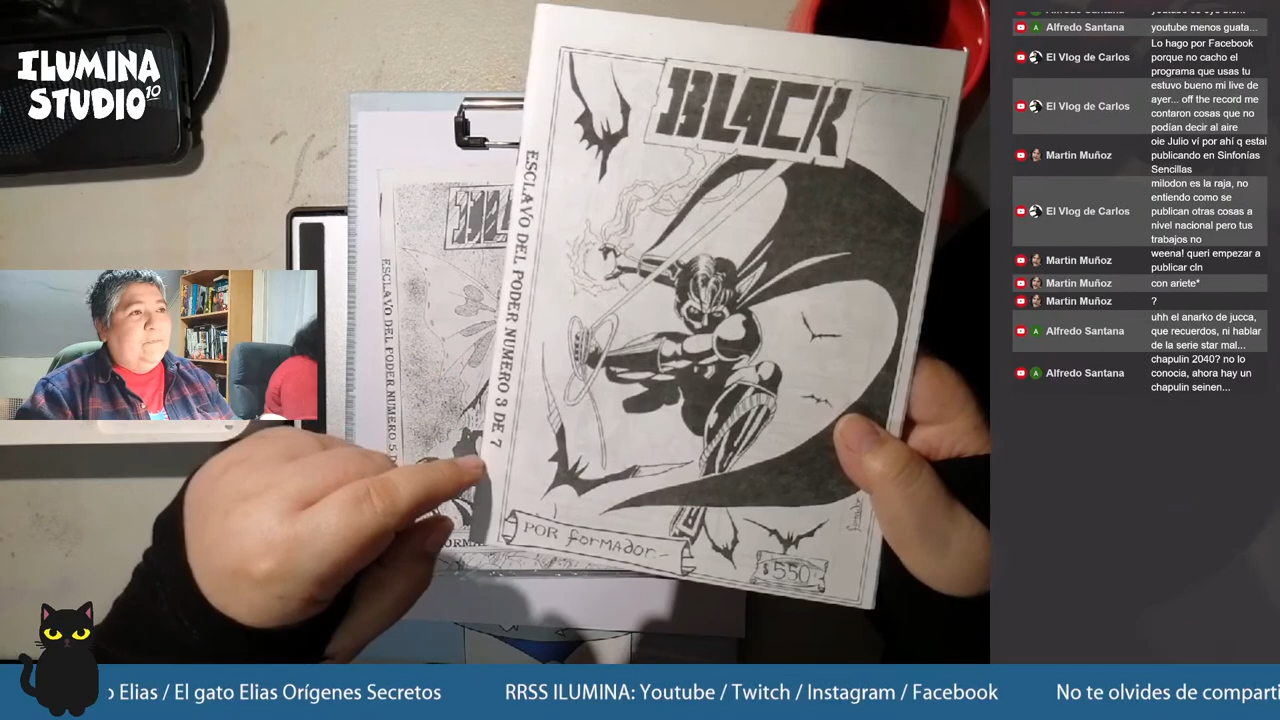 ILUMINA
STUDIO 2.0
BLACK
ESCLAVO DEL PODER NUMERO 3 DE 7
POR formador.-
$550
ESCLAVO DEL PODER NUMERO 5
Alfredo Santana
youtube menos guata...
El Vlog de Carlos
Lo hago por Facebook
porque no cacho el
programa que usas tu
El Vlog de Carlos
estuvo bueno mi live de
ayer... off the record me
contaron cosas que no
podían decir al aire
Martin Muñoz
oie Julio ví por ahí q estai
publicando en Sinfonías
Sencillas
El Vlog de Carlos
milodon es la raja, no
entiendo como se
publican otras cosas a
nivel nacional pero tus
trabajos no
Martin Muñoz
weena! queri empezar a
publicar cln
Martin Muñoz
con ariete*
Martin Muñoz
?
Alfredo Santana
uhh el anarko de jucca,
que recuerdos, ni hablar
de la serie star mal...
Alfredo Santana
chapulin 2040? no lo
conocia, ahora hay un
chapulin seinen...
o Elias / El gato Elias Orígenes Secretos
RRSS ILUMINA: Youtube / Twitch / Instagram / Facebook
No te olvides de comparti